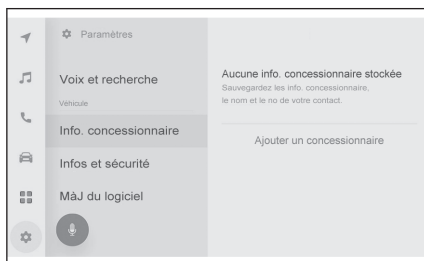 Paramètres
Voix et recherche
Véhicule
Info. concessionnaire
Infos et sécurité
MàJ du logiciel
Aucune info. concessionnaire stockée
Sauvegardez les info. concessionnaire,
le nom et le no de votre contact.
Ajouter un concessionnaire